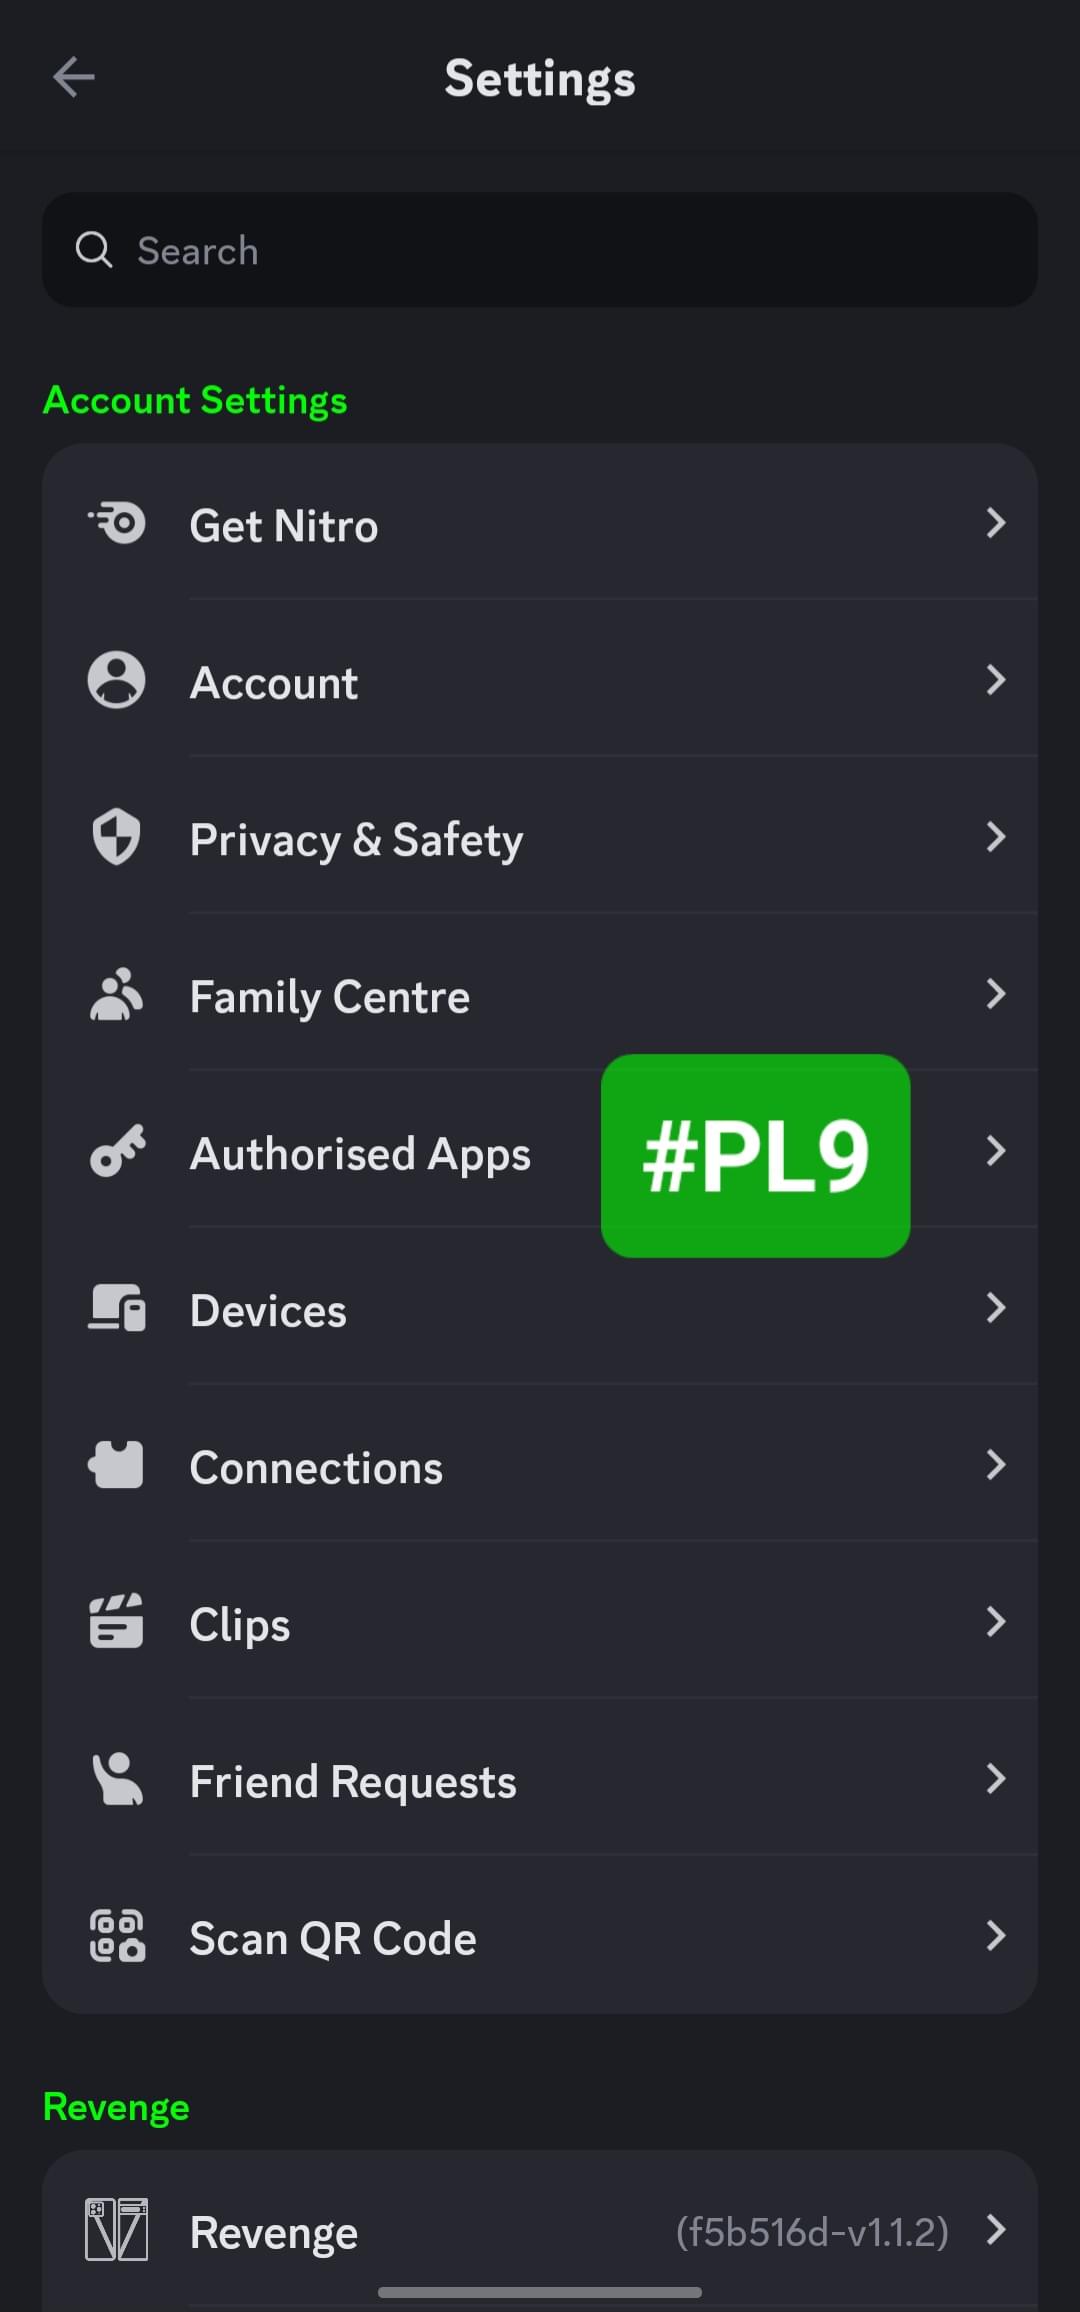 Settings
Search
Account Settings
Get Nitro
Account
Privacy & Safety
Family Centre
Authorised Apps
#PL9
Devices
Connections
Clips
Friend Requests
Scan QR Code
Revenge
Revenge (f5b516d-v1.1.2)